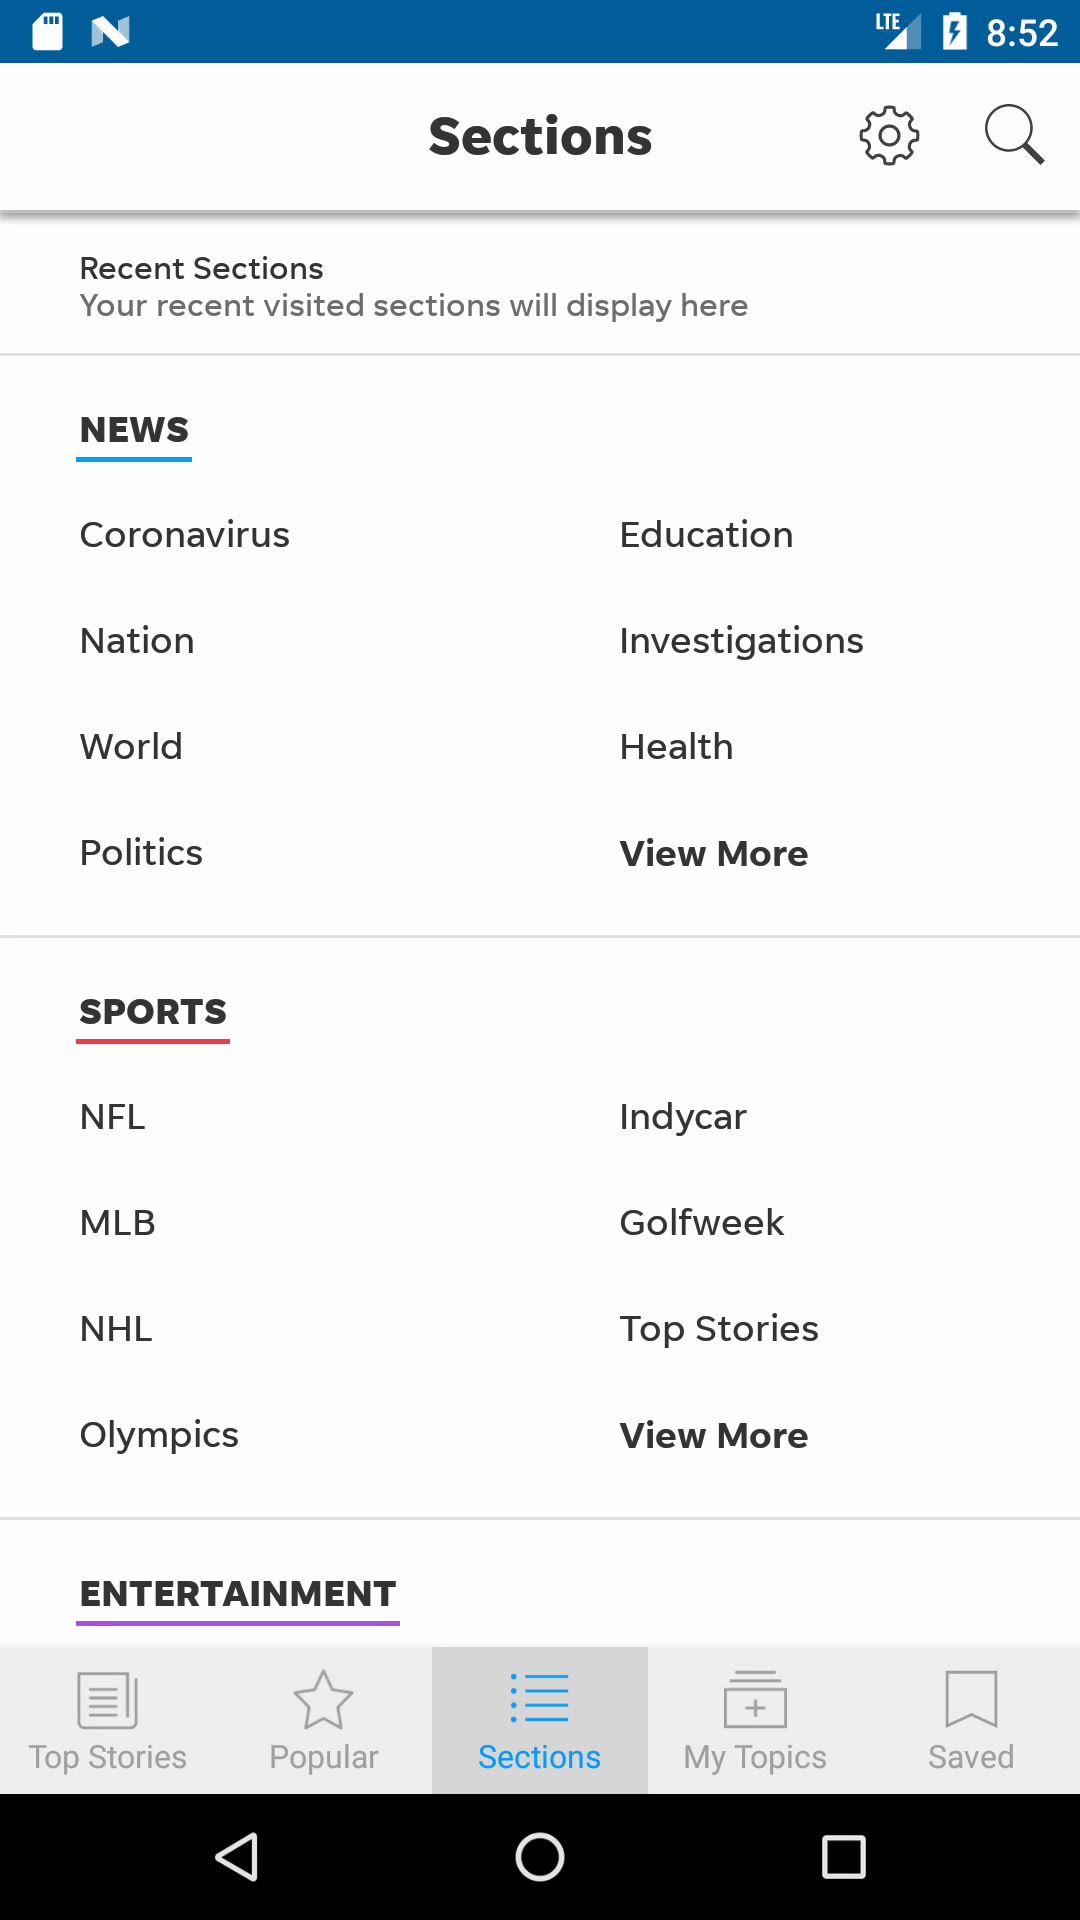 LTE 8:52
Sections
Recent Sections
Your recent visited sections will display here
NEWS
Coronavirus Education
Nation Investigations
World Health
Politics View More
SPORTS
NFL Indycar
MLB Golfweek
NHL Top Stories
Olympics View More
ENTERTAINMENT
Top Stories Popular Sections My Topics Saved